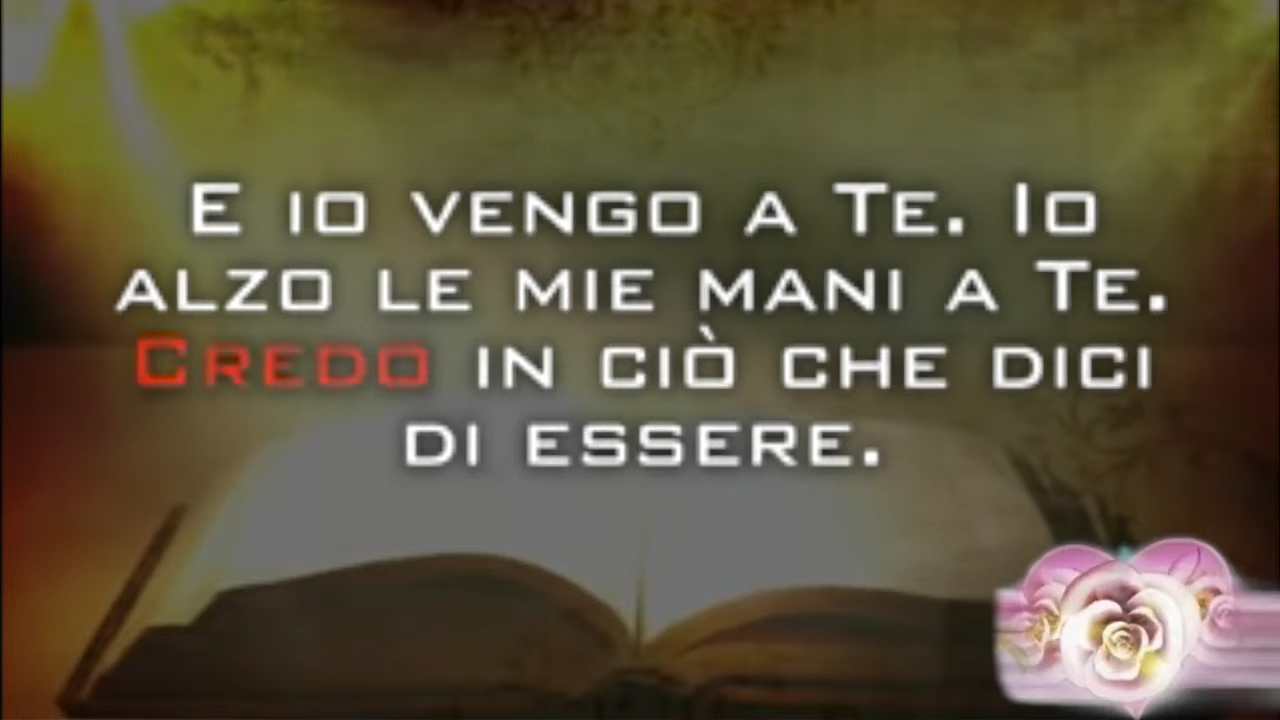 E io vengo a Te. Io
alzo le mie mani a Te.
Credo in ciò che dici
di essere.